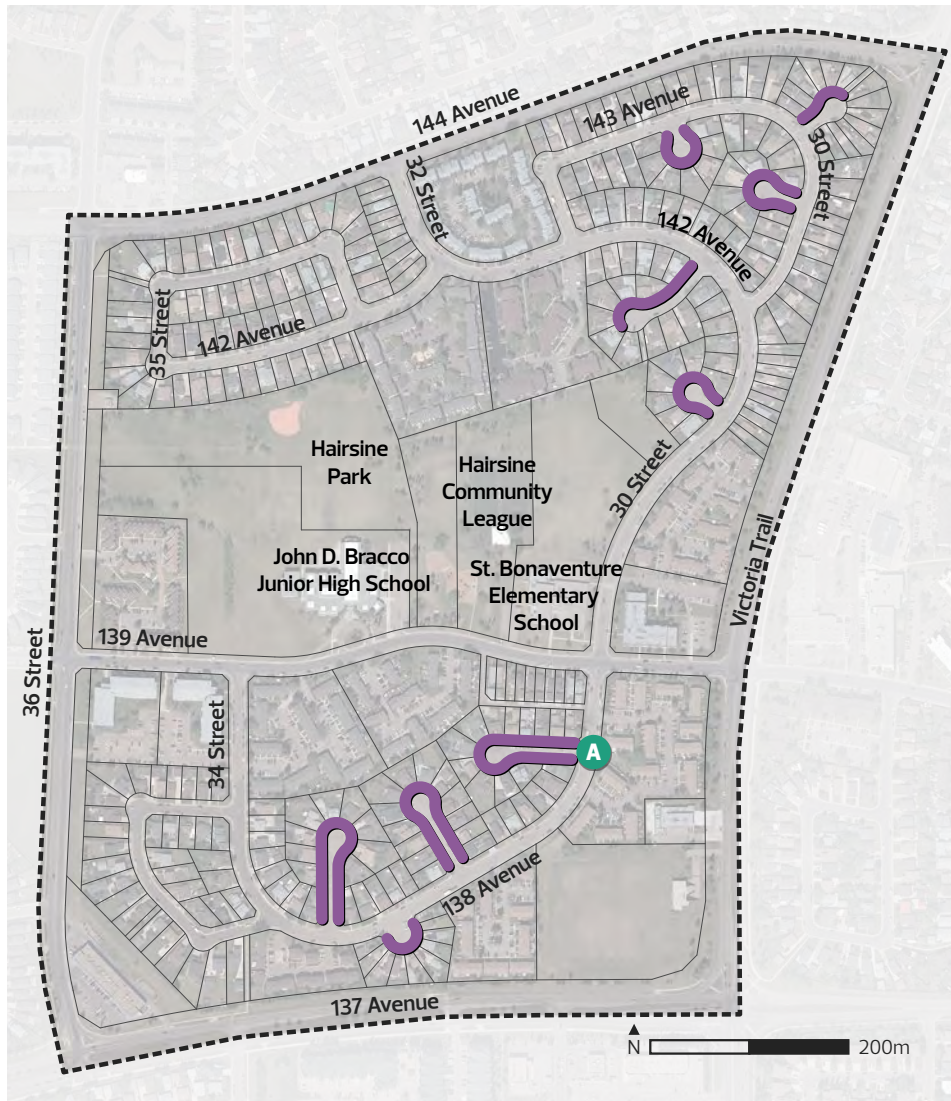 144 Avenue
143 Avenue
32 Street
30 Street
142 Avenue
35 Street
142 Avenue
Hairsine
Park
Hairsine
Community
League
30 Street
John D. Bracco
Junior High School
St. Bonaventure
Elementary
School
Victoria Trail
139 Avenue
36 Street
34 Street
A
138 Avenue
137 Avenue
N
200m